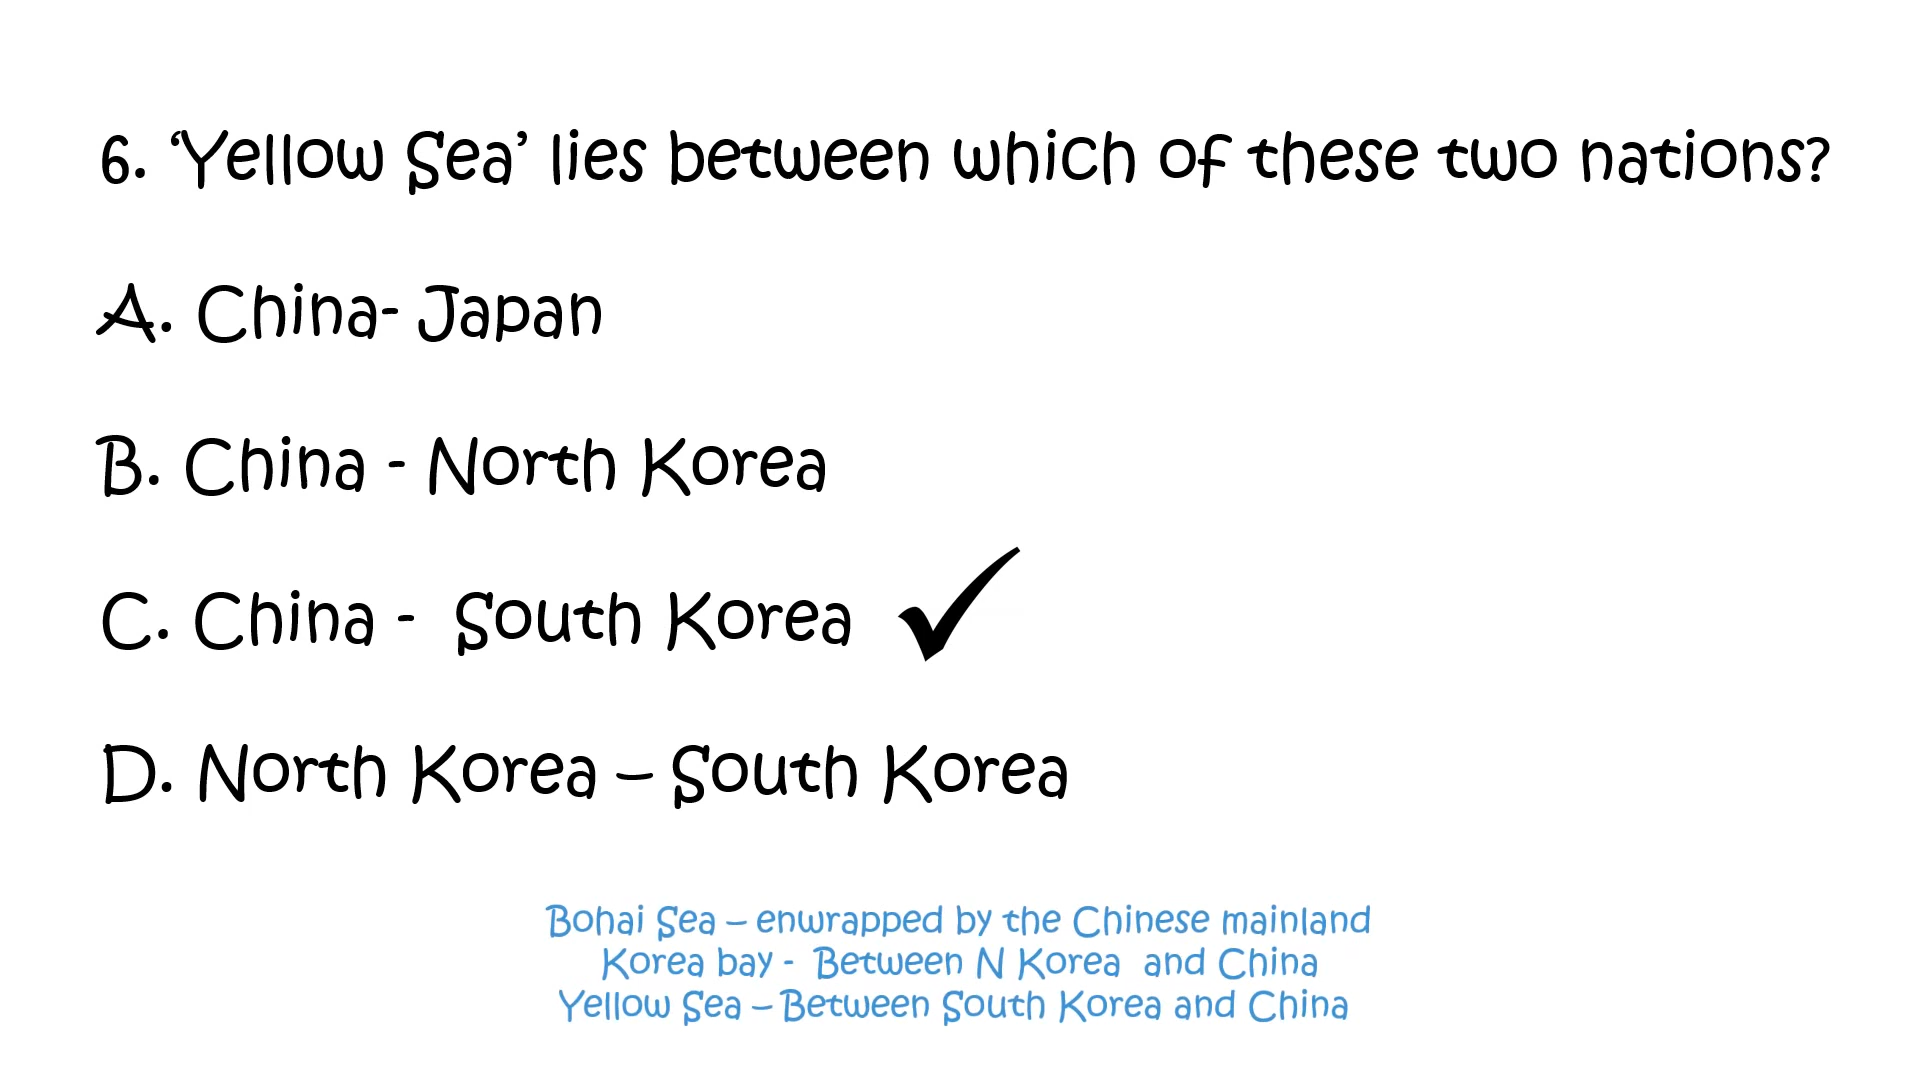 6. ‘Yellow Sea’ lies between which of these two nations?
A. China- Japan
B. China - North Korea
C. China -  South Korea
D. North Korea – South Korea
Bohai Sea – enwrapped by the Chinese mainland
Korea bay -  Between N Korea  and China
Yellow Sea – Between South Korea and China